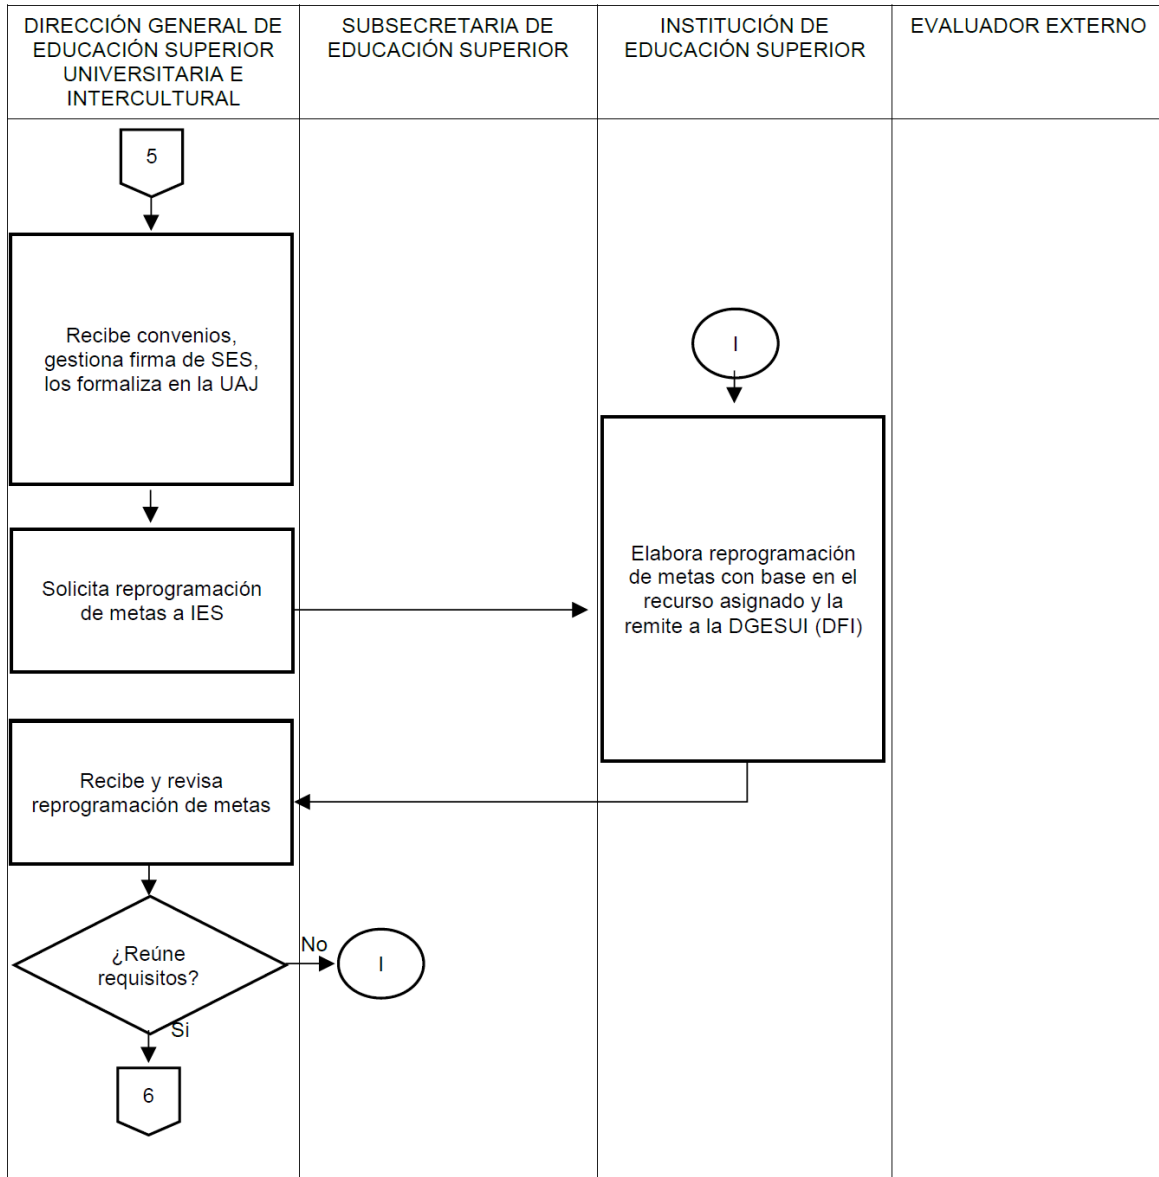 DIRECCIÓN GENERAL DE
EDUCACIÓN SUPERIOR
UNIVERSITARIA E
INTERCULTURAL
SUBSECRETARIA DE
EDUCACIÓN SUPERIOR
INSTITUCIÓN DE
EDUCACIÓN SUPERIOR
EVALUADOR EXTERNO
5
Recibe convenios,
gestiona firma de SES,
los formaliza en la UAJ
I
Solicita reprogramación
de metas a IES
Elabora reprogramación
de metas con base en el
recurso asignado y la
remite a la DGESUI (DFI)
Recibe y revisa
reprogramación de metas
¿Reúne
requisitos?
No
I
Si
6